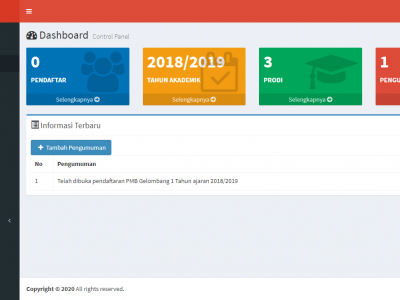 Dashboard Control Panel
0
PENDAFTAR
Selengkapnya
2018/2019
TAHUN AKADEMIK
Selengkapnya
3
PRODI
Selengkapnya
1
PENGU
Informasi Terbaru
+ Tambah Pengumuman
No Pengumuman
1 Telah dibuka pendaftaran PMB Gelombang 1 Tahun ajaran 2018/2019
Copyright © 2020 All rights reserved.